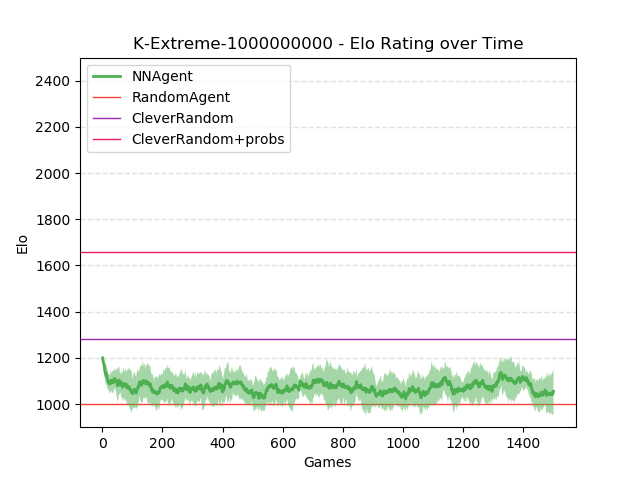 K-Extreme-1000000000 - Elo Rating over Time
NNAgent
RandomAgent
CleverRandom
CleverRandom+probs
2400
2200
2000
1800
1600
1400
1200
1000
Elo
0 200 400 600 800 1000 1200 1400
Games